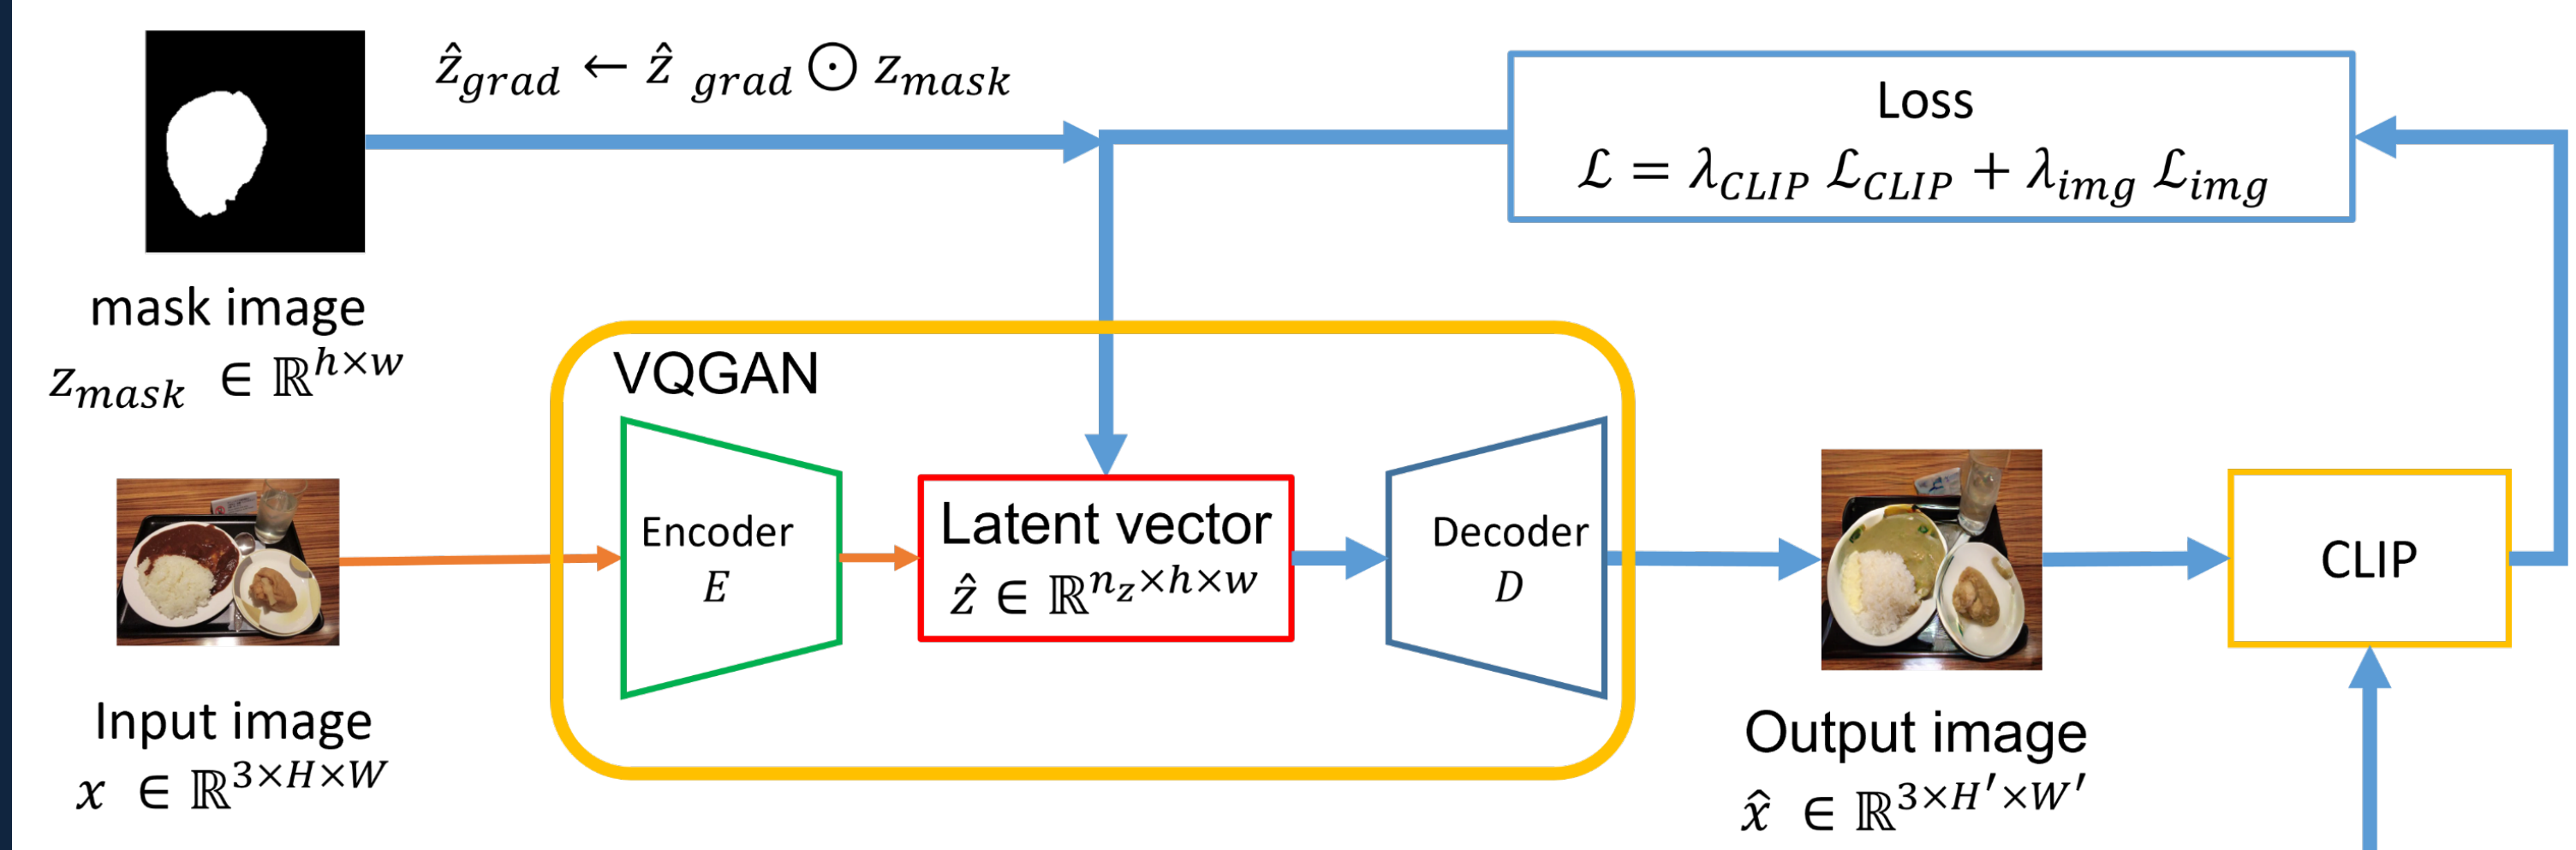 ẑ_grad ← ẑ_grad ⊙ z_mask
Loss
ℒ = λ_CLIP ℒ_CLIP + λ_img ℒ_img
mask image
z_mask ∈ ℝ^{h×w}
VQGAN
Encoder
E
Latent vector
ẑ ∈ ℝ^{n_z×h×w}
Decoder
D
CLIP
Input image
x ∈ ℝ^{3×H×W}
Output image
x̂ ∈ ℝ^{3×H′×W′}